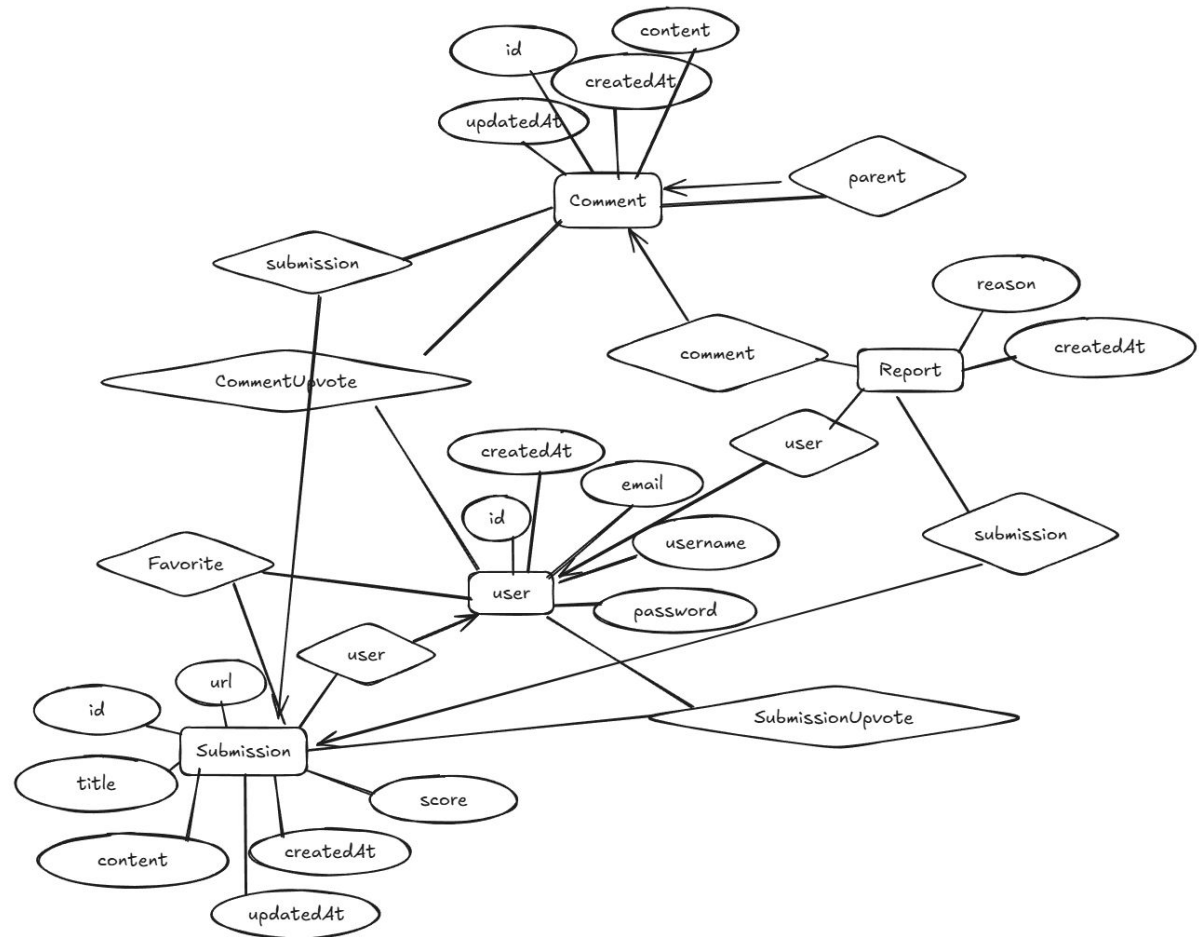 content
id
createdAt
updatedAt
parent
Comment
submission
reason
createdAt
comment
Report
CommentUpvote
user
createdAt
email
id
username
submission
Favorite
user
password
user
url
id
SubmissionUpvote
Submission
title
score
createdAt
content
updatedAt